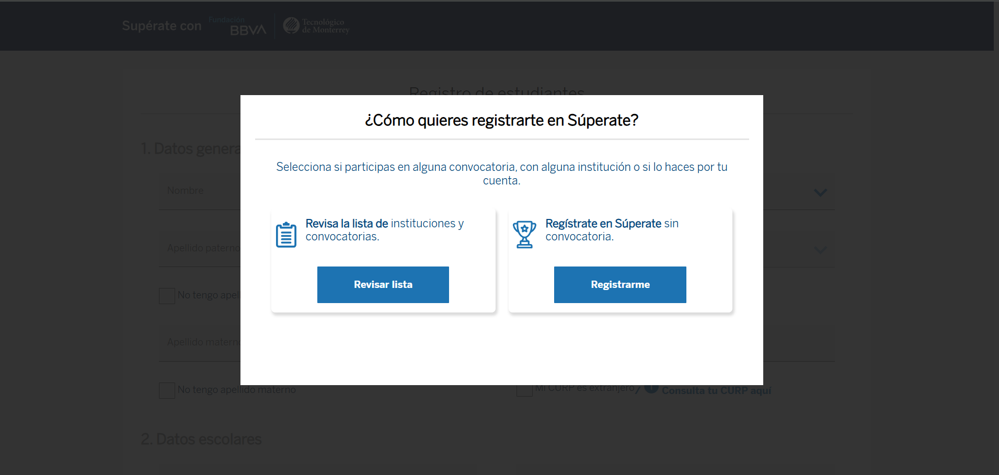 Supérate con Fundación BBVA Tecnológico de Monterrey
Registro de estudiantes
¿Cómo quieres registrarte en Súperate?
1. Datos genera
Selecciona si participas en alguna convocatoria, con alguna institución o si lo haces por tu
cuenta.
Nombre
Revisa la lista de instituciones y
convocatorias.
Regístrate en Súperate sin
convocatoria.
Apellido paterno
Revisar lista
Registrarme
No tengo apell
Apellido materno
No tengo apellido materno
Mi CURP es extranjero/ Consulta tu CURP aquí
2. Datos escolares